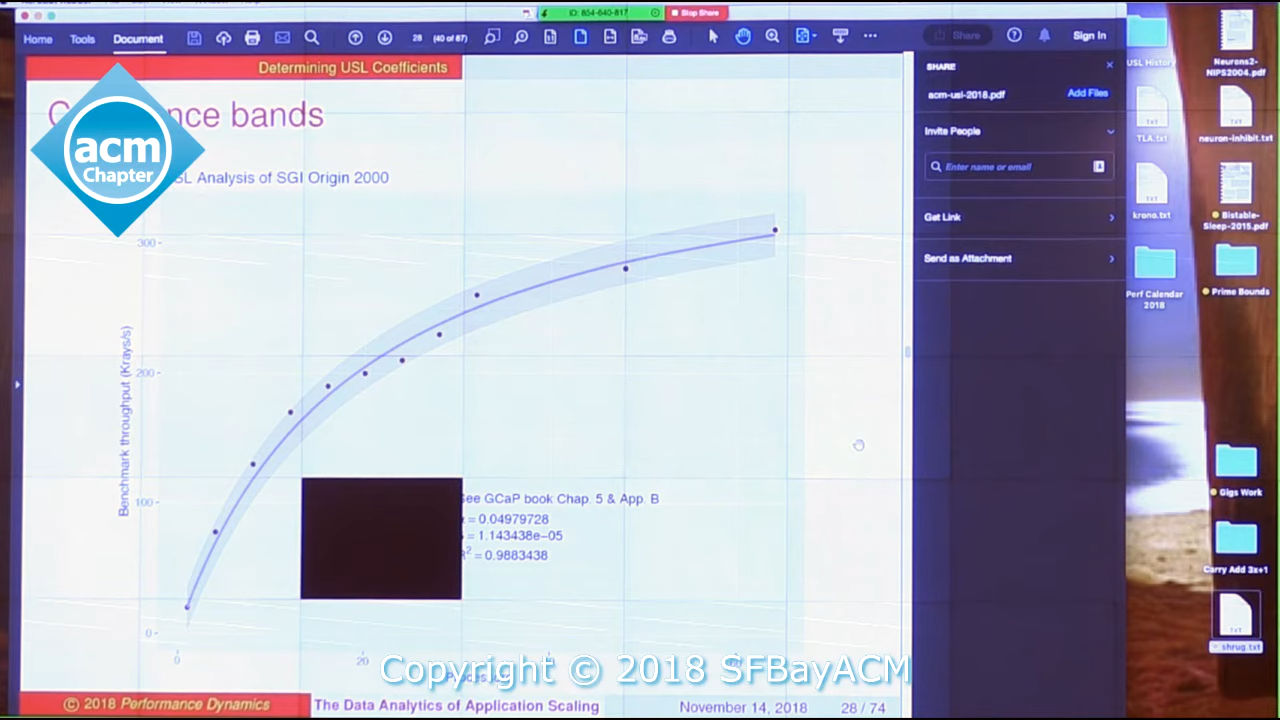 ID: 854-640-817
Stop Share
Home
Tools
Document
28
(40 of 87)
Share
Sign In
Determining USL Coefficients
nce bands
acm
Chapter
SL Analysis of SGI Origin 2000
300
200
100
0
0
20
Benchmark throughput (Krays/s)
See GCaP book Chap. 5 & App. B
= 0.04979728
= 1.143438e−05
R2 = 0.9883438
Copyright © 2018 SFBayACM
© 2018 Performance Dynamics
The Data Analytics of Application Scaling
November 14, 2018
28 / 74
SHARE
acm-usl-2018.pdf
Add Files
Invite People
Enter name or email
Get Link
Send as Attachment
USL History
Neurons2-
NIPS2004.pdf
TLA.txt
neuron-inhibit.txt
krono.txt
Bistable-
Sleep-2015.pdf
Perf Calendar
2018
Prime Bounds
Gigs Work
Carry Add 3x+1
shrug.txt